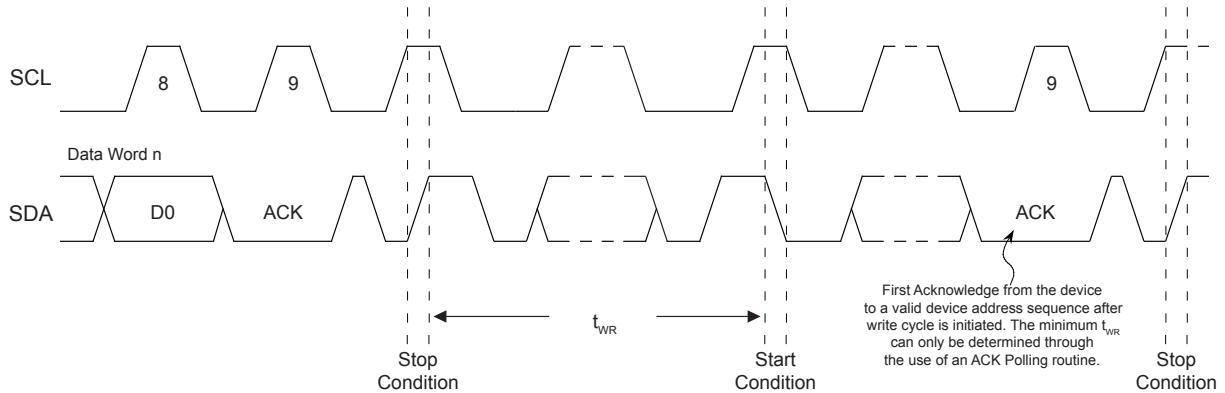 SCL
8
9
9
Data Word n
SDA
D0
ACK
ACK
First Acknowledge from the device
to a valid device address sequence after
write cycle is initiated. The minimum tWR
can only be determined through
the use of an ACK Polling routine.
tWR
Stop
Condition
Start
Condition
Stop
Condition